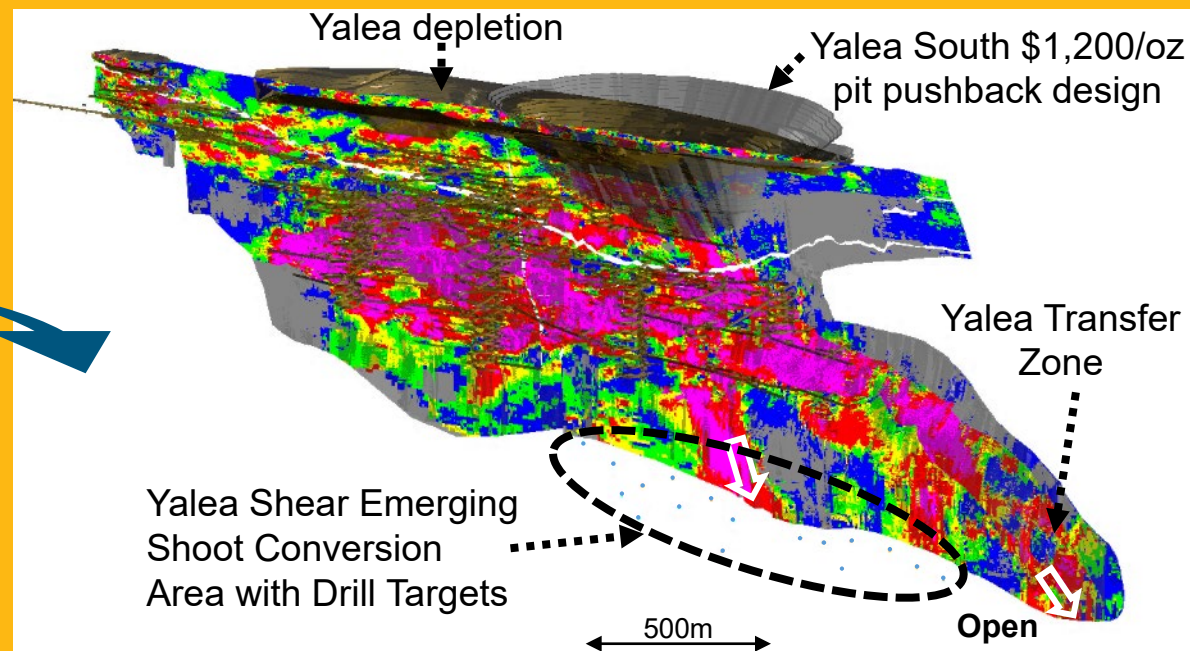 Yalea depletion
Yalea South $1,200/oz
pit pushback design
Yalea Transfer
Zone
Yalea Shear Emerging
Shoot Conversion
Area with Drill Targets
500m
Open